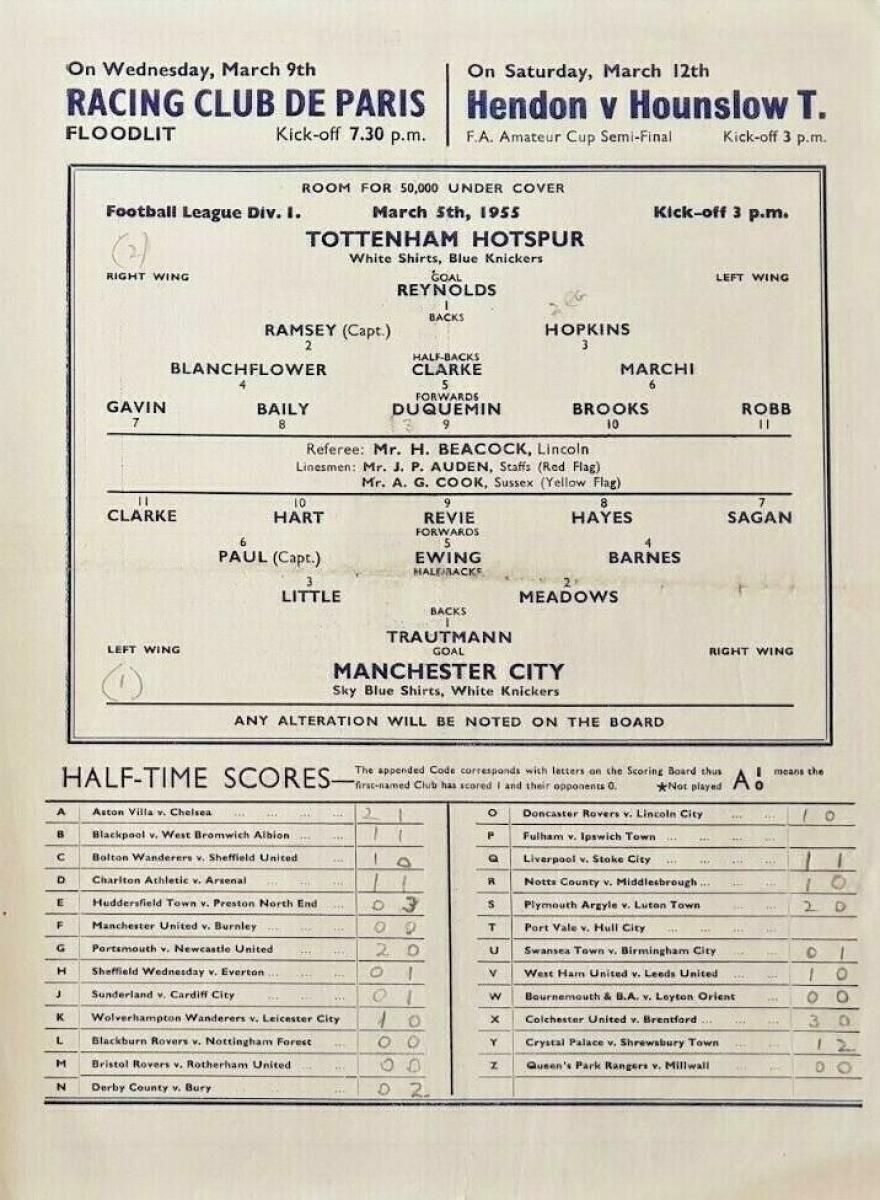 On Wednesday, March 9th
RACING CLUB DE PARIS
FLOODLIT Kick-off 7.30 p.m.
On Saturday, March 12th
Hendon v Hounslow T.
F.A. Amateur Cup Semi-Final Kick-off 3 p.m.
ROOM FOR 50,000 UNDER COVER
Football League Div. I. March 5th, 1955 Kick-off 3 p.m.
(2) TOTTENHAM HOTSPUR
White Shirts, Blue Knickers
RIGHT WING GOAL LEFT WING
REYNOLDS
1
BACKS
RAMSEY (Capt.) HOPKINS
2 3
HALF-BACKS
BLANCHFLOWER CLARKE MARCHI
4 5 6
FORWARDS
GAVIN BAILY DUQUEMIN BROOKS ROBB
7 8 9 10 11
Referee: Mr. H. BEACOCK, Lincoln
Linesmen: Mr. J. P. AUDEN, Staffs (Red Flag)
Mr. A. G. COOK, Sussex (Yellow Flag)
11 10 9 8 7
CLARKE HART REVIE HAYES SAGAN
FORWARDS
6 5 4
PAUL (Capt.) EWING BARNES
HALF-BACKS
3 2
LITTLE MEADOWS
BACKS
1
TRAUTMANN
LEFT WING GOAL RIGHT WING
(1) MANCHESTER CITY
Sky Blue Shirts, White Knickers
ANY ALTERATION WILL BE NOTED ON THE BOARD
HALF-TIME SCORES—The appended Code corresponds with letters on the Scoring Board thus A 1 0 means the
first-named Club has scored 1 and their opponents 0. ★Not played
A Aston Villa v. Chelsea ... 2 1
B Blackpool v. West Bromwich Albion ... 1 1
C Bolton Wanderers v. Sheffield United ... 1 0
D Charlton Athletic v. Arsenal ... 1 1
E Huddersfield Town v. Preston North End ... 0 3
F Manchester United v. Burnley ... 0 0
G Portsmouth v. Newcastle United ... 2 0
H Sheffield Wednesday v. Everton ... 0 1
J Sunderland v. Cardiff City ... 0 1
K Wolverhampton Wanderers v. Leicester City 1 0
L Blackburn Rovers v. Nottingham Forest ... 0 0
M Bristol Rovers v. Rotherham United ... 0 0
N Derby County v. Bury ... 0 2
O Doncaster Rovers v. Lincoln City ... 1 0
P Fulham v. Ipswich Town ...
Q Liverpool v. Stoke City ... 1 1
R Notts County v. Middlesbrough ... 1 0
S Plymouth Argyle v. Luton Town ... 2 0
T Port Vale v. Hull City ...
U Swansea Town v. Birmingham City 0 1
V West Ham United v. Leeds United ... 1 0
W Bournemouth & B.A. v. Leyton Orient ... 0 0
X Colchester United v. Brentford ... 3 0
Y Crystal Palace v. Shrewsbury Town ... 1 2
Z Queen's Park Rangers v. Millwall ... 0 0